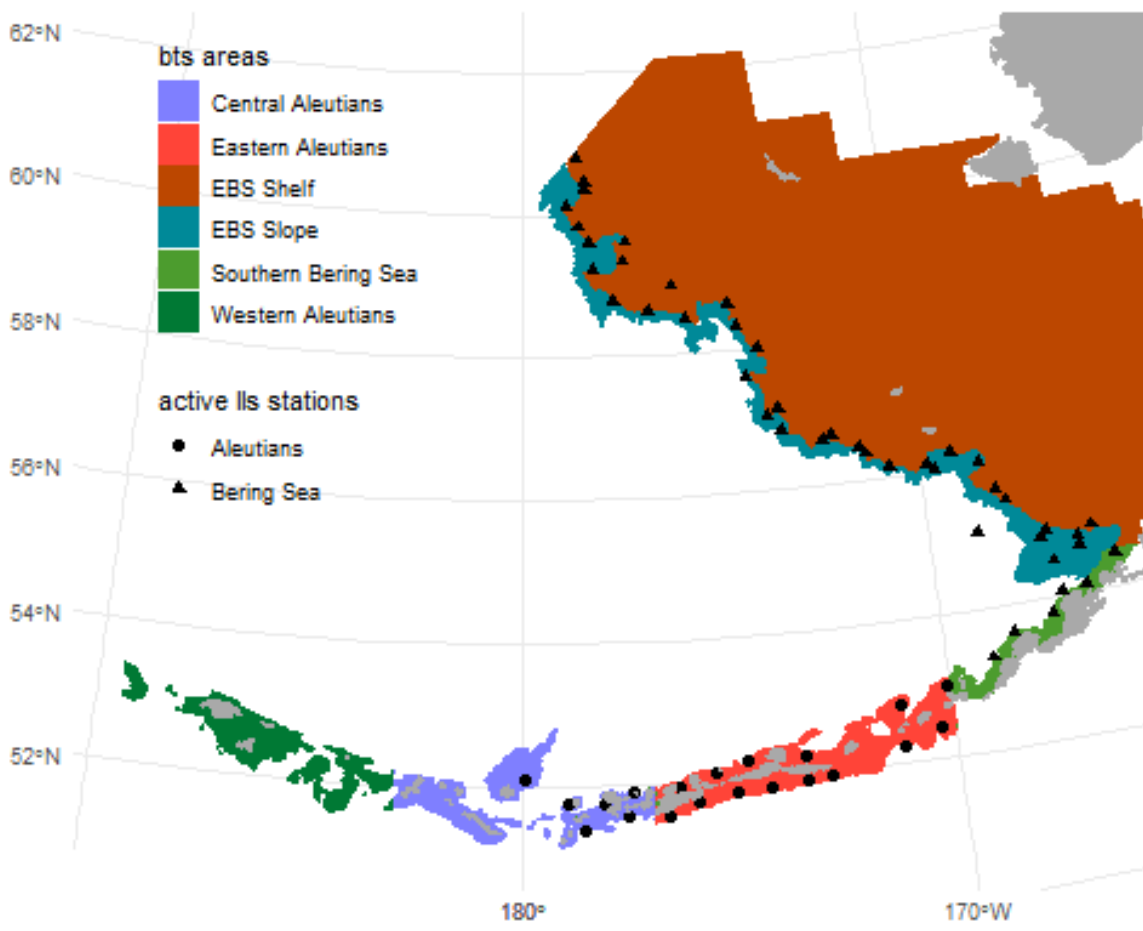 62°N
bts areas
Central Aleutians
Eastern Aleutians
60°N
EBS Shelf
EBS Slope
Southern Bering Sea
58°N
Western Aleutians
active lls stations
Aleutians
56°N
Bering Sea
54°N
52°N
180°
170°W